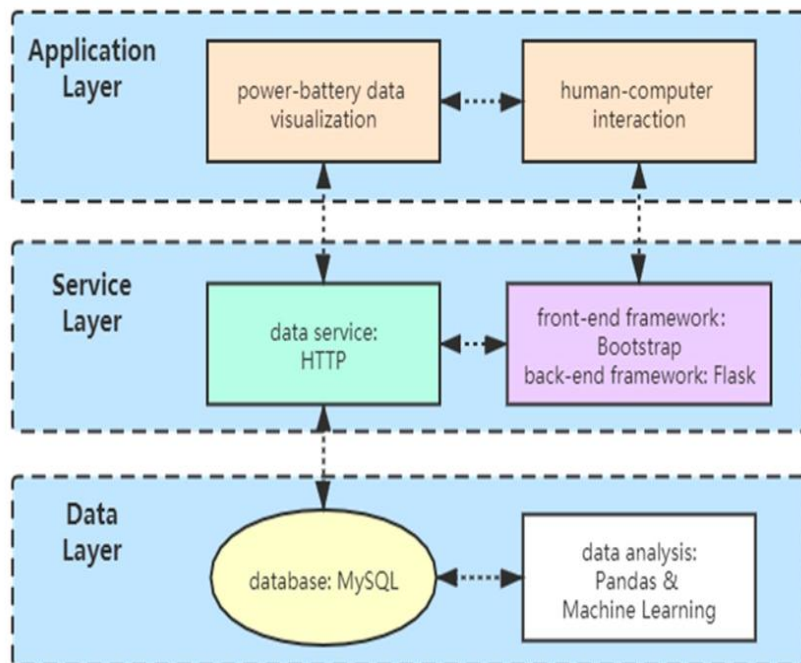 Application
Layer
power-battery data
visualization
human-computer
interaction
Service
Layer
data service:
HTTP
front-end framework:
Bootstrap
back-end framework: Flask
Data
Layer
database: MySQL
data analysis:
Pandas &
Machine Learning